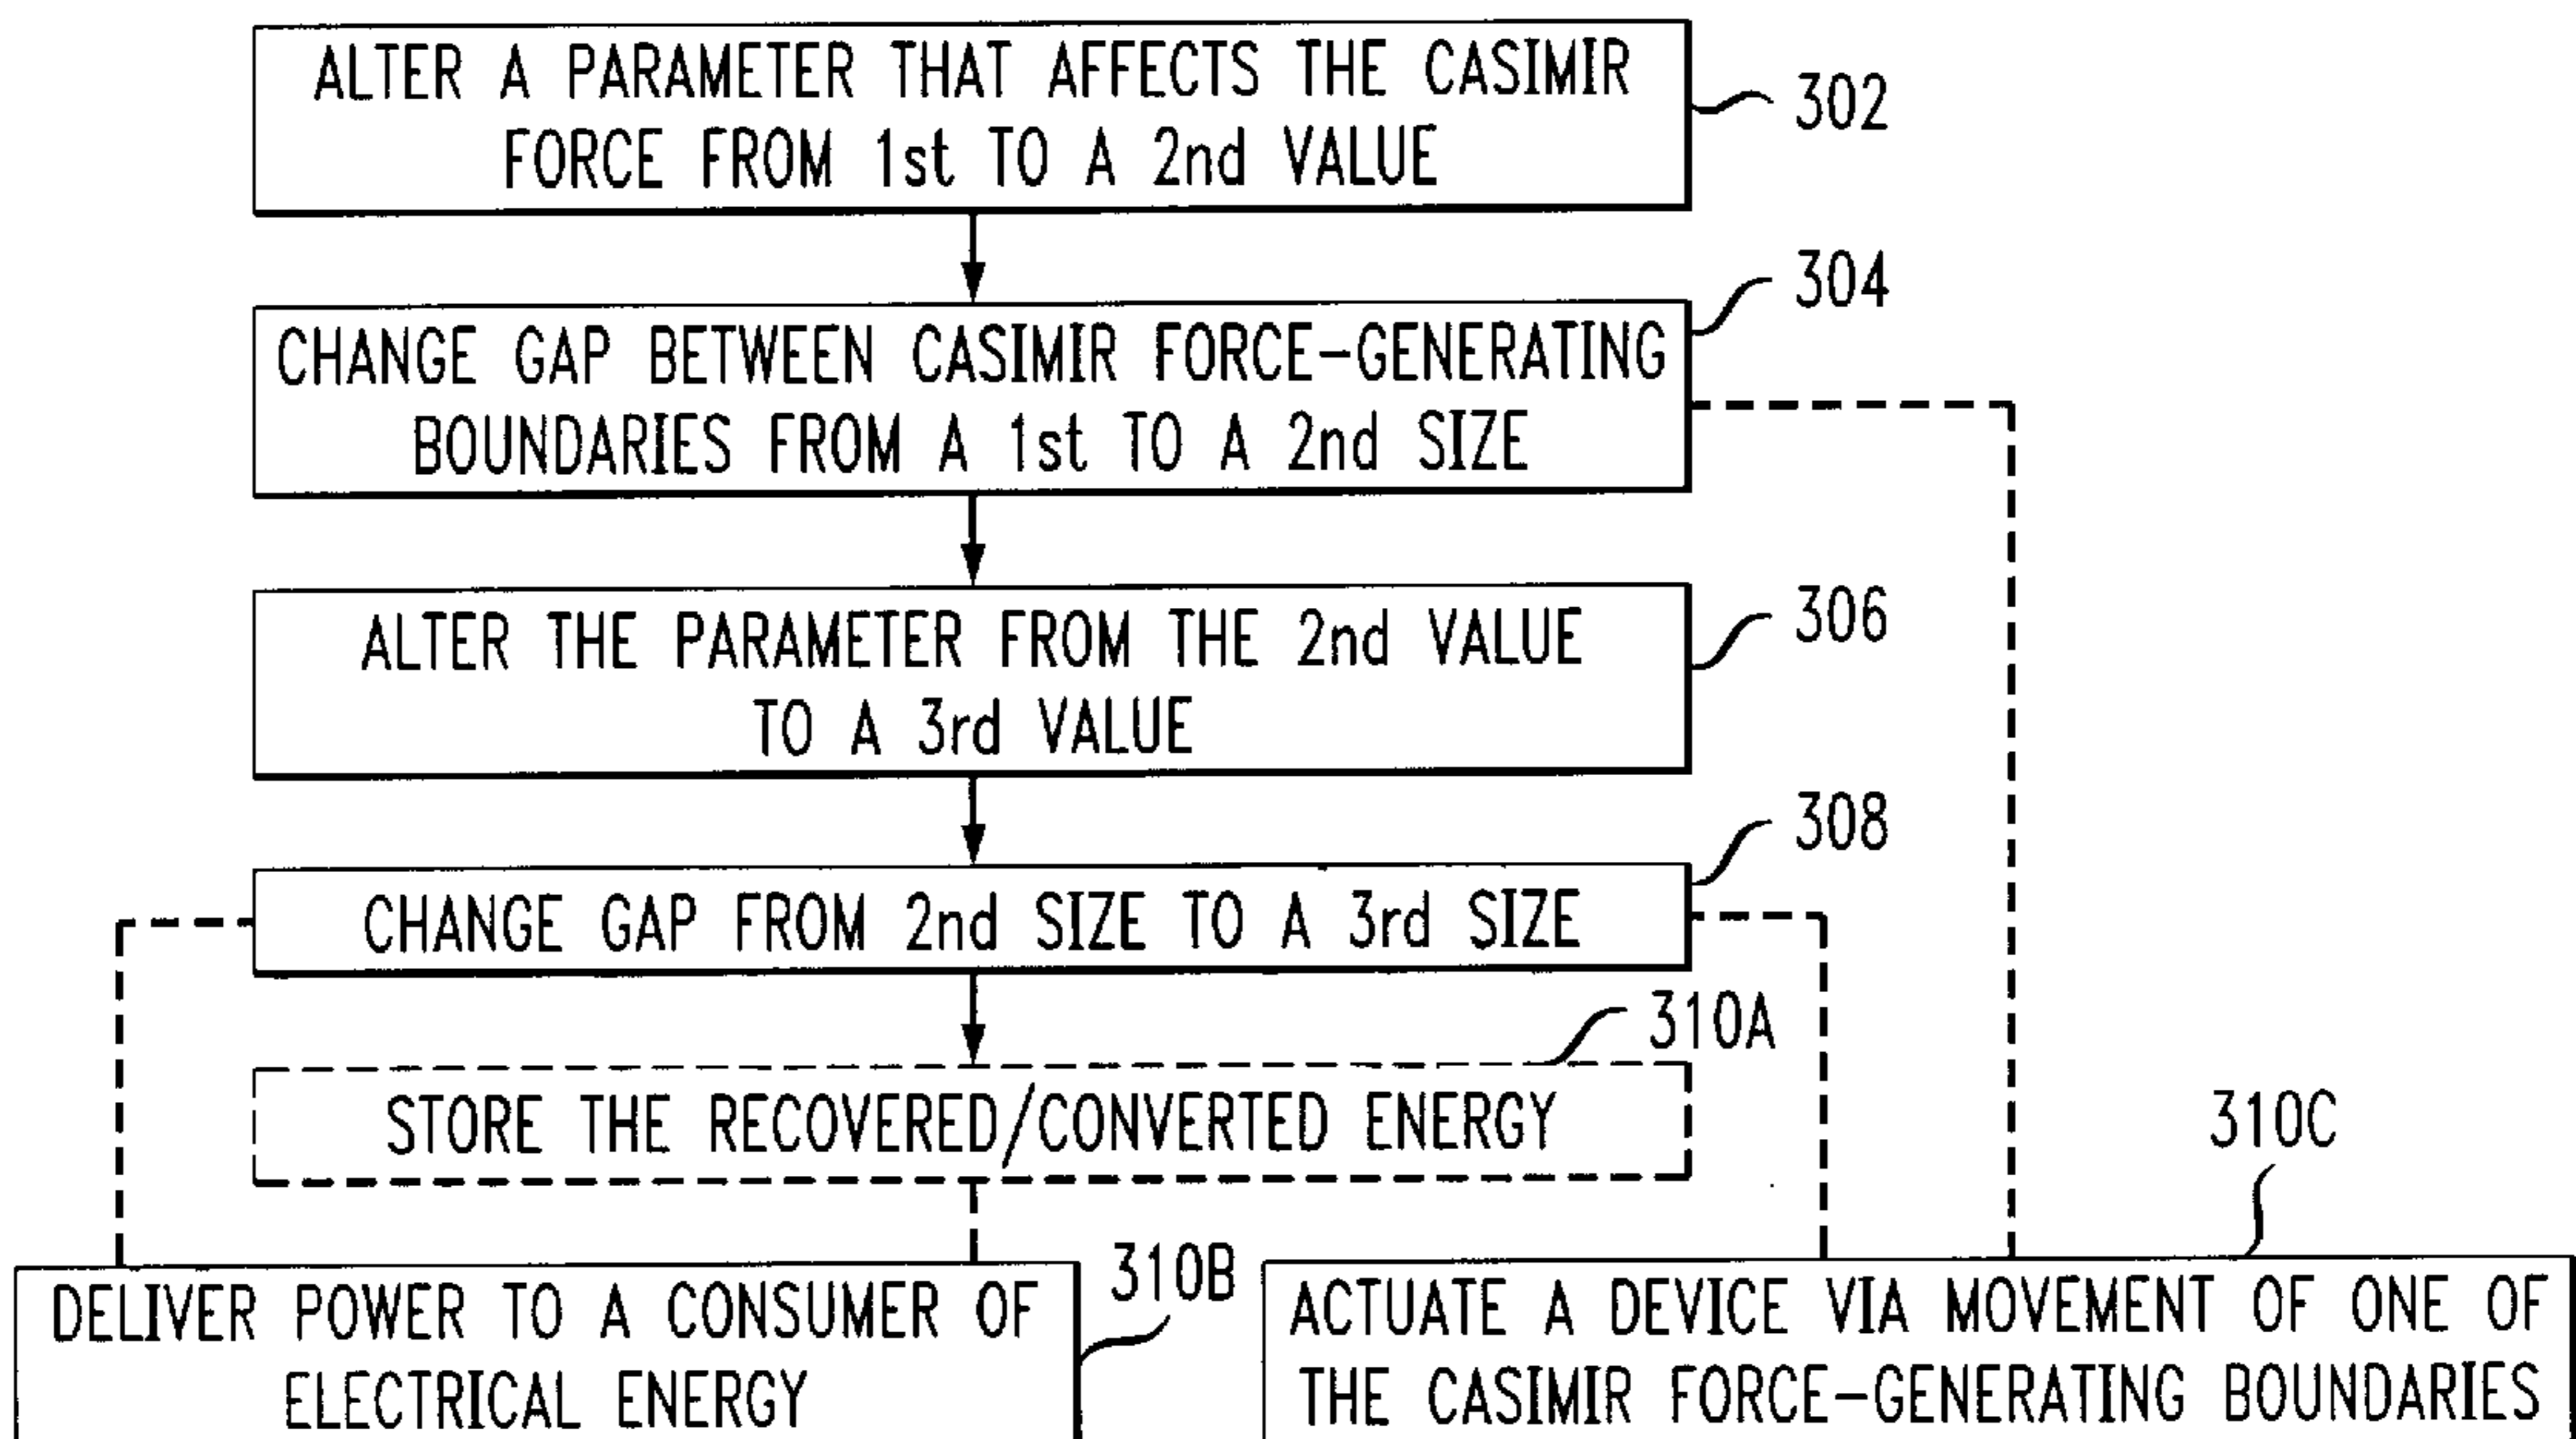 ALTER A PARAMETER THAT AFFECTS THE CASIMIR
FORCE FROM 1st TO A 2nd VALUE
302
CHANGE GAP BETWEEN CASIMIR FORCE-GENERATING
BOUNDARIES FROM A 1st TO A 2nd SIZE
304
ALTER THE PARAMETER FROM THE 2nd VALUE
TO A 3rd VALUE
306
CHANGE GAP FROM 2nd SIZE TO A 3rd SIZE
308
STORE THE RECOVERED/CONVERTED ENERGY
310A
DELIVER POWER TO A CONSUMER OF
ELECTRICAL ENERGY
310B
ACTUATE A DEVICE VIA MOVEMENT OF ONE OF
THE CASIMIR FORCE-GENERATING BOUNDARIES
310C